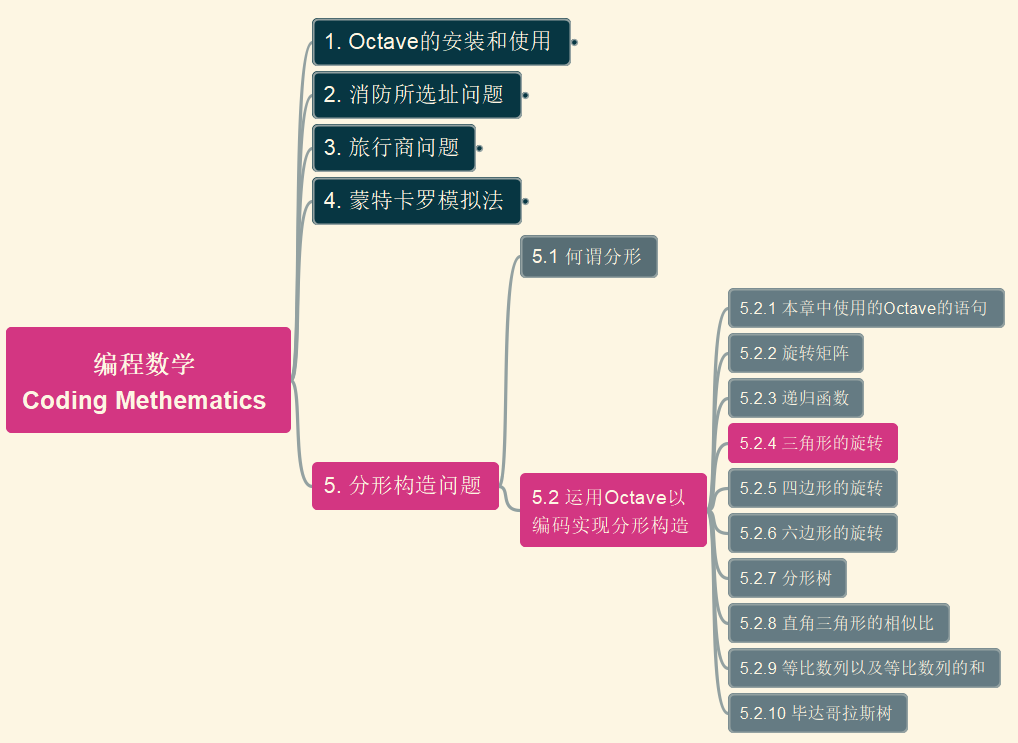 1. Octave的安装和使用
2. 消防所选址问题
3. 旅行商问题
4. 蒙特卡罗模拟法
编程数学
Coding Methematics
5. 分形构造问题
5.1 何谓分形
5.2 运用Octave以
编码实现分形构造
5.2.1 本章中使用的Octave的语句
5.2.2 旋转矩阵
5.2.3 递归函数
5.2.4 三角形的旋转
5.2.5 四边形的旋转
5.2.6 六边形的旋转
5.2.7 分形树
5.2.8 直角三角形的相似比
5.2.9 等比数列以及等比数列的和
5.2.10 毕达哥拉斯树